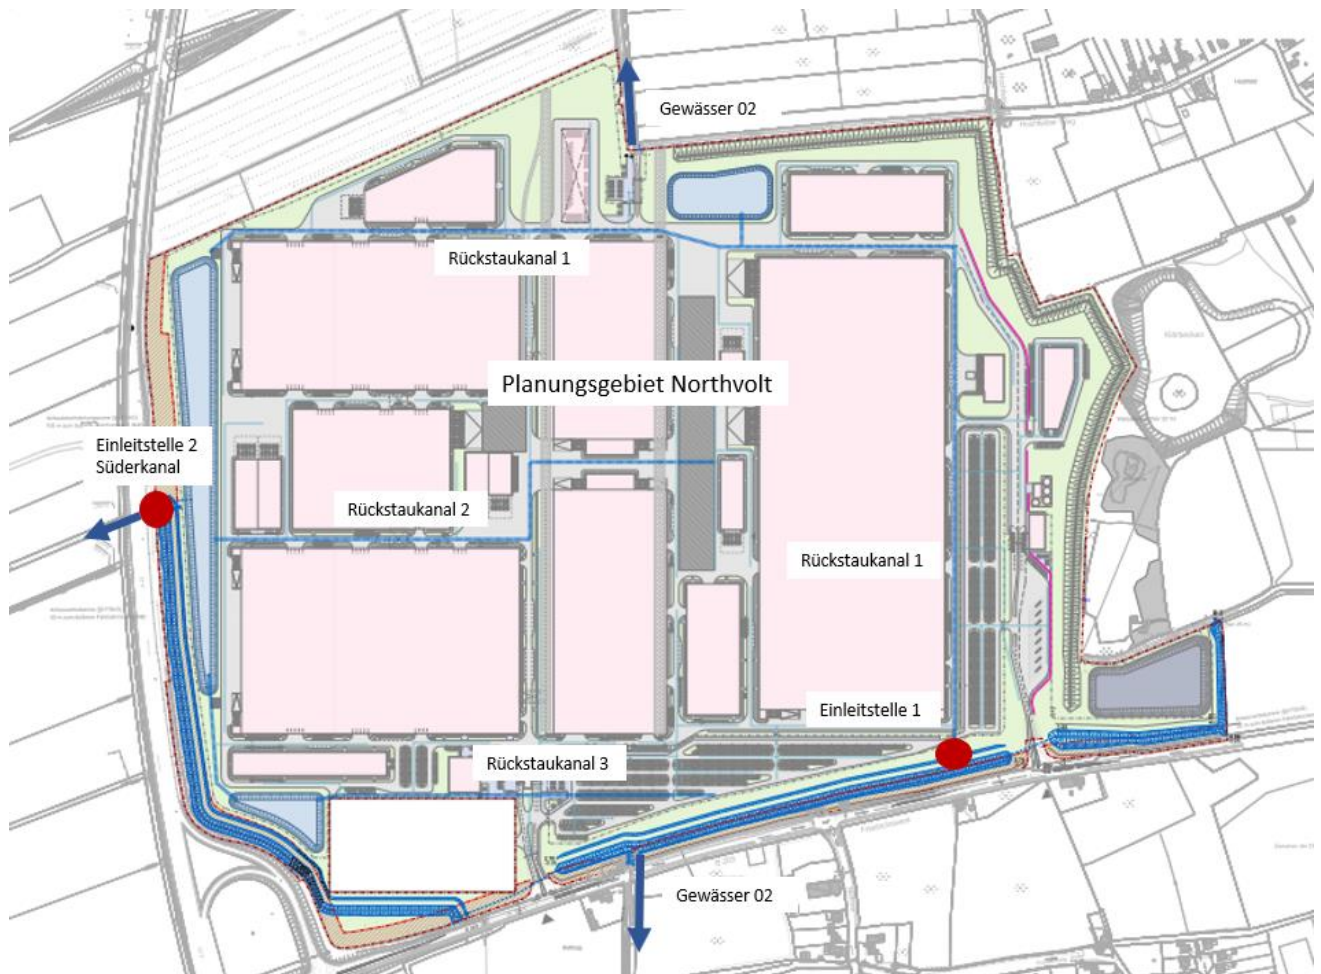 Gewässer 02
Rückstaukanal 1
Planungsgebiet Northvolt
Einleitstelle 2
Süderkanal
Rückstaukanal 2
Rückstaukanal 1
Einleitstelle 1
Rückstaukanal 3
Gewässer 02